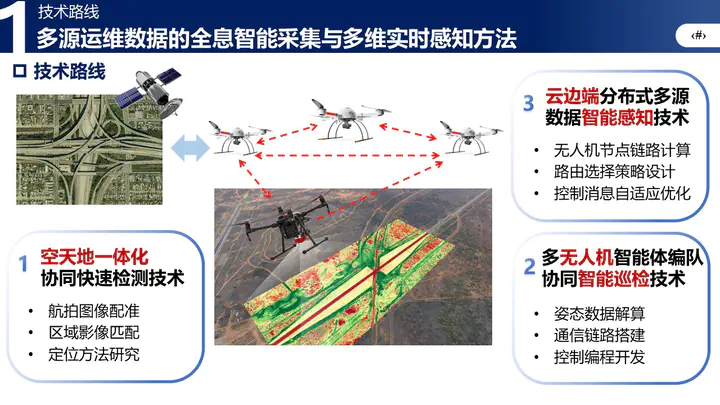 1
技术路线
多源运维数据的全息智能采集与多维实时感知方法
‹#›
技术路线
1
空天地一体化
协同快速检测技术
• 航拍图像配准
• 区域影像匹配
• 定位方法研究
3
云边端分布式多源
数据智能感知技术
• 无人机节点链路计算
• 路由选择策略设计
• 控制消息自适应优化
2
多无人机智能体编队
协同智能巡检技术
• 姿态数据解算
• 通信链路搭建
• 控制编程开发